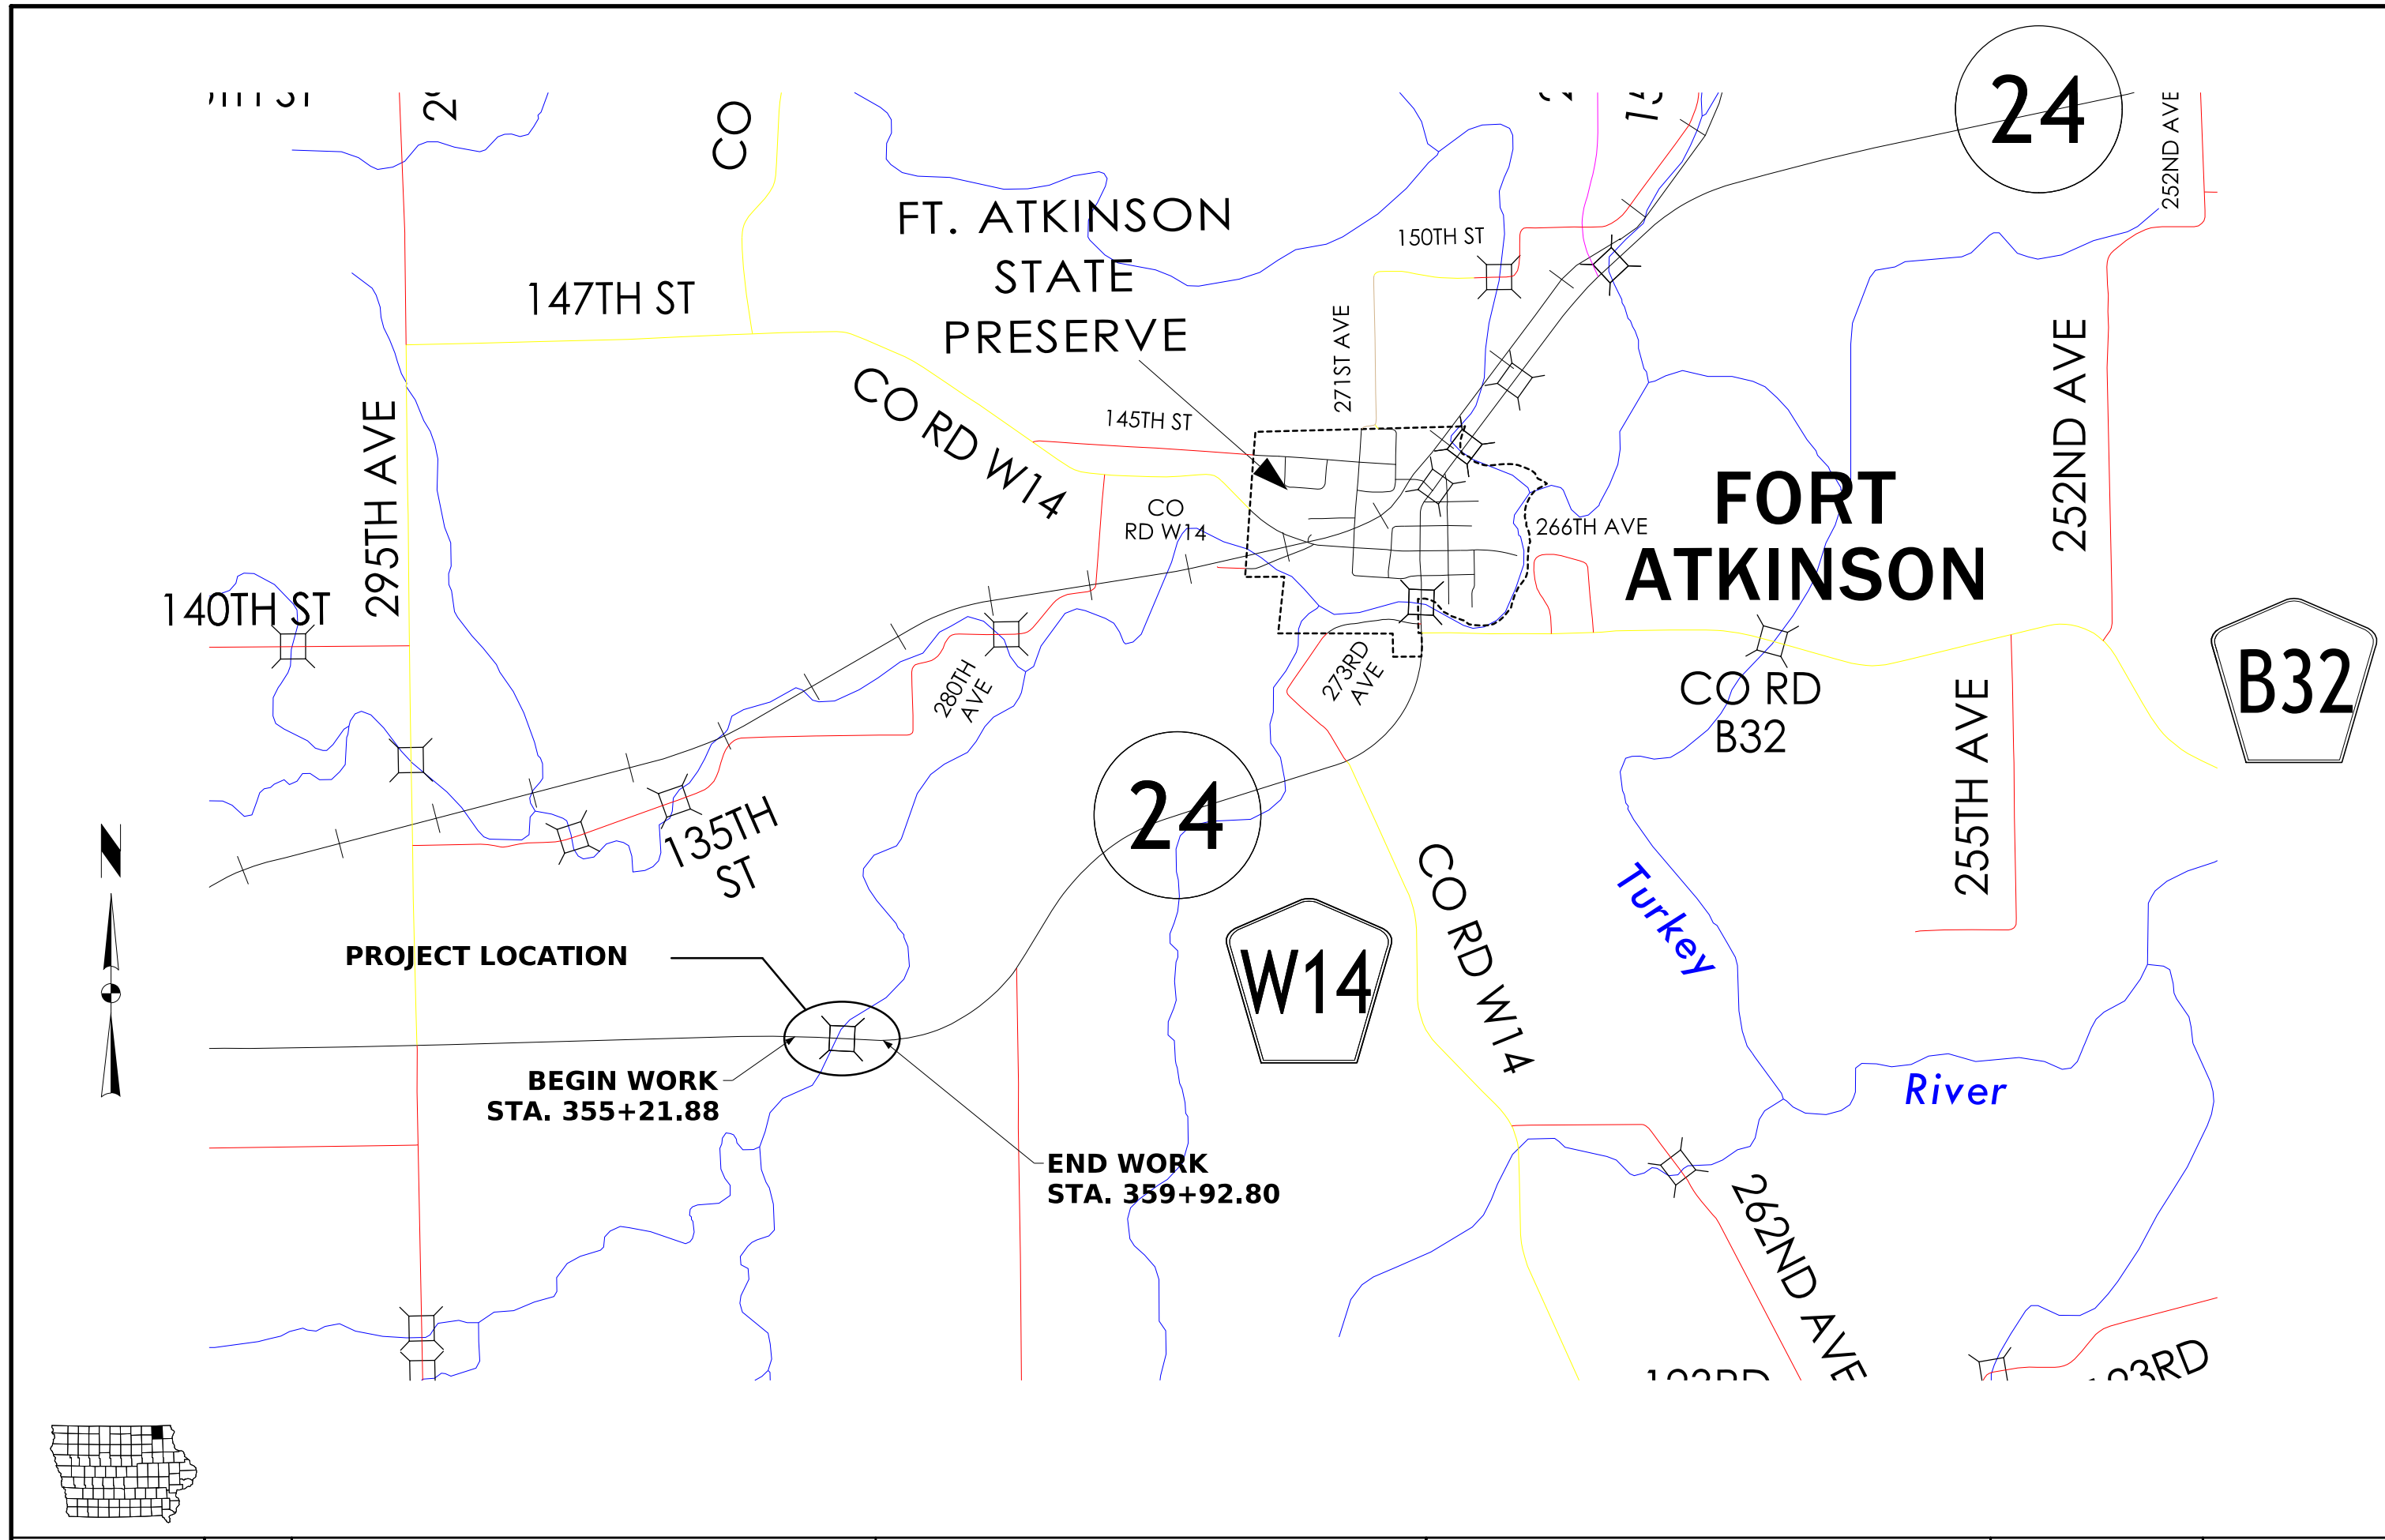 24
CO
252ND AVE
FT. ATKINSON
STATE
PRESERVE
150TH ST
147TH ST
271ST AVE
252ND AVE
CO RD W14
145TH ST
295TH AVE
FORT
ATKINSON
CO
RD W14
266TH AVE
140TH ST
B32
280TH
AVE
273RD
AVE
CO RD
B32
255TH AVE
24
135TH
ST
N
CO RD W14
Turkey
PROJECT LOCATION
W14
BEGIN WORK
STA. 355+21.88
River
END WORK
STA. 359+92.80
262ND AVE